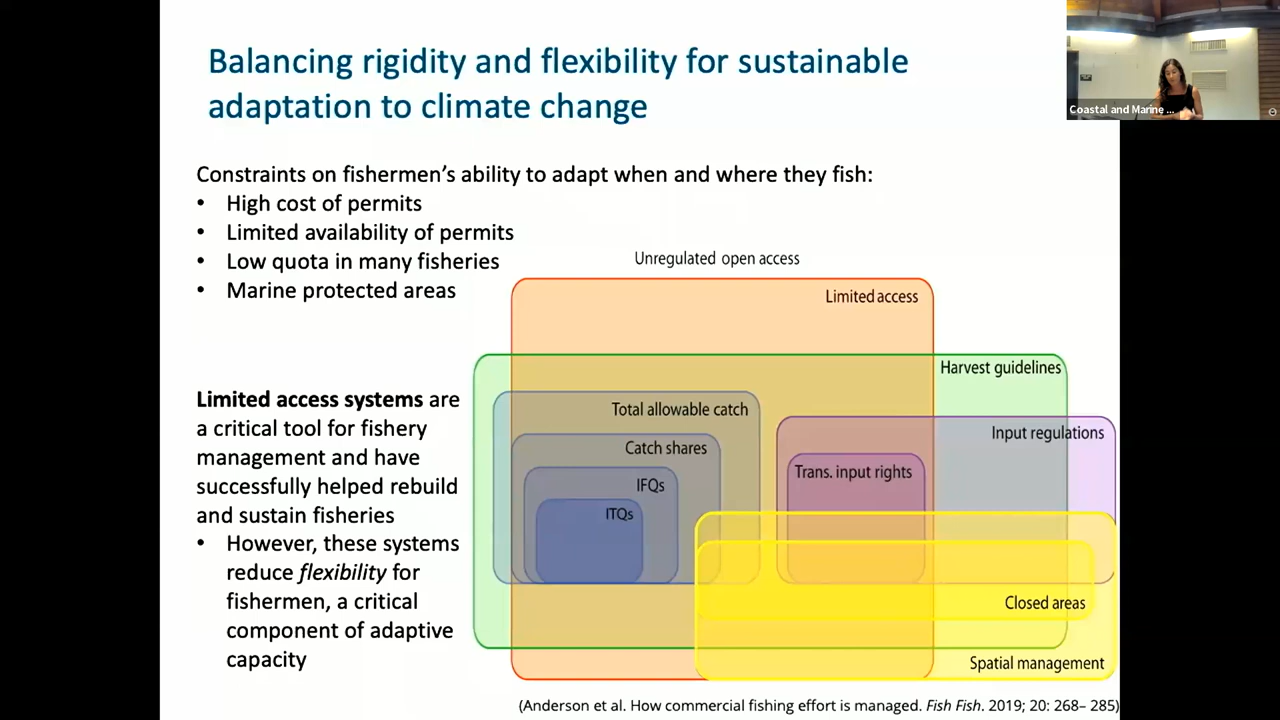 Balancing rigidity and flexibility for sustainable
adaptation to climate change
Coastal and Marine ...
Constraints on fishermen's ability to adapt when and where they fish:
• High cost of permits
• Limited availability of permits
• Low quota in many fisheries
• Marine protected areas
Limited access systems are
a critical tool for fishery
management and have
successfully helped rebuild
and sustain fisheries
• However, these systems
reduce flexibility for
fishermen, a critical
component of adaptive
capacity
Unregulated open access
Limited access
Harvest guidelines
Total allowable catch
Input regulations
Catch shares
Trans. input rights
IFQs
ITQs
Closed areas
Spatial management
(Anderson et al. How commercial fishing effort is managed. Fish Fish. 2019; 20: 268– 285)